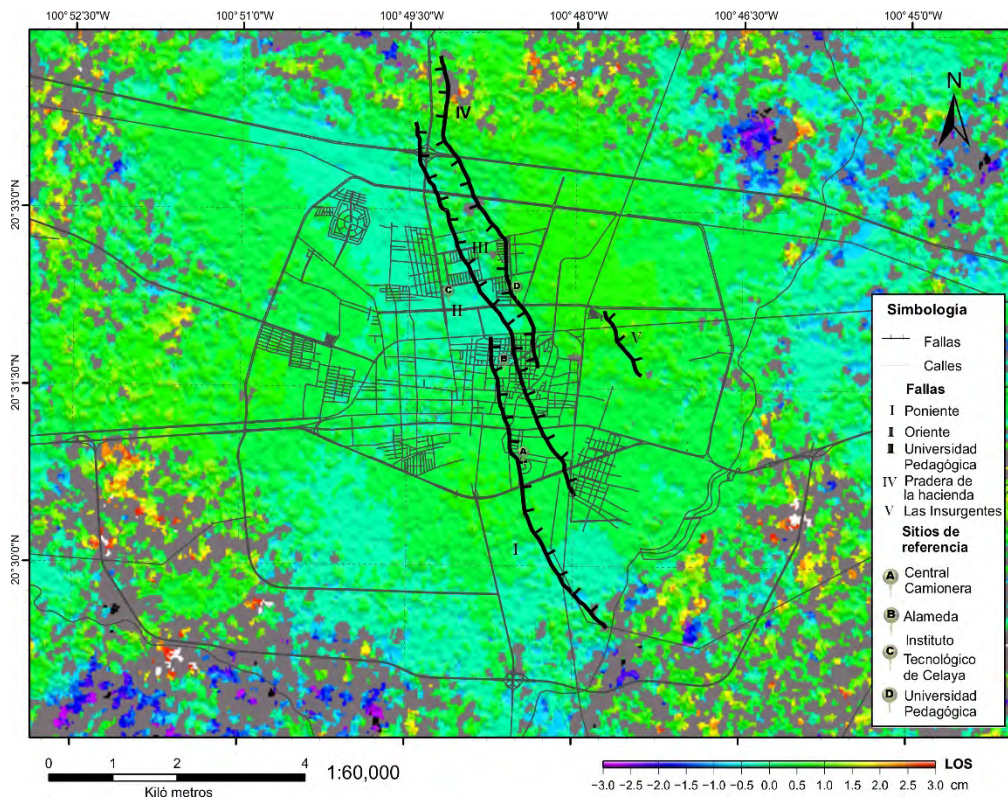 100°52'30"W 100°51'0"W 100°49'30"W 100°48'0"W 100°46'30"W 100°45'0"W
IV
N
20°33'0"N
III
D
C
II
V
B
20°31'30"N
A
20°30'0"N
I
Simbología
Fallas
Calles
Fallas
I Poniente
II Oriente
III Universidad
Pedagógica
IV Pradera de
la hacienda
V Las Insurgentes
Sitios de
referencia
A Central
Camionera
B Alameda
C Instituto
Tecnológico
de Celaya
D Universidad
Pedagógica
0 1 2 4 1:60,000
Kiló metros
LOS
−3.0 −2.5 −2.0 −1.5 −1.0 −0.5 0.0 0.5 1.0 1.5 2.0 2.5 3.0 cm